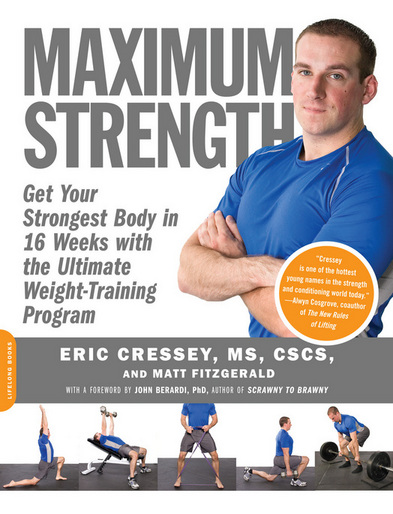 MAXIMUM
STRENGTH
Get Your
Strongest Body in
16 Weeks with
the Ultimate
Weight-Training
Program
"Cressey
is one of the hottest
young names in the strength
and conditioning world today."
—Alwyn Cosgrove, coauthor
of The New Rules
of Lifting
LIFELONG BOOKS
ERIC CRESSEY, MS, CSCS,
AND MATT FITZGERALD
WITH A FOREWORD BY JOHN BERARDI, PhD, AUTHOR OF SCRAWNY TO BRAWNY